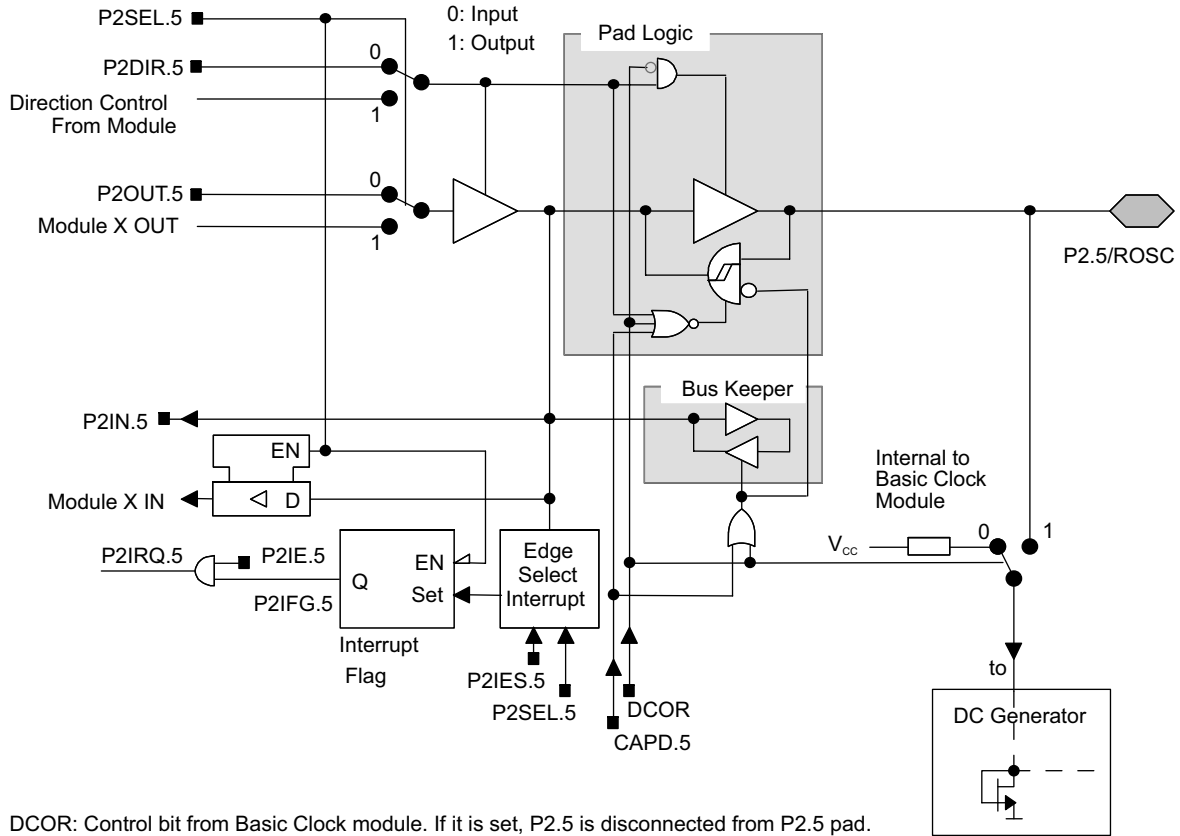 P2SEL.5
0: Input
1: Output
Pad Logic
P2DIR.5
0
Direction Control
From Module
1
P2OUT.5
0
Module X OUT
1
P2.5/ROSC
Bus Keeper
P2IN.5
EN
Module X IN
D
Internal to
Basic Clock
Module
VCC
0
1
P2IRQ.5
P2IE.5
P2IFG.5
Q
EN
Set
Interrupt
Flag
Edge
Select
Interrupt
P2IES.5
P2SEL.5
DCOR
CAPD.5
to
DC Generator
DCOR: Control bit from Basic Clock module. If it is set, P2.5 is disconnected from P2.5 pad.